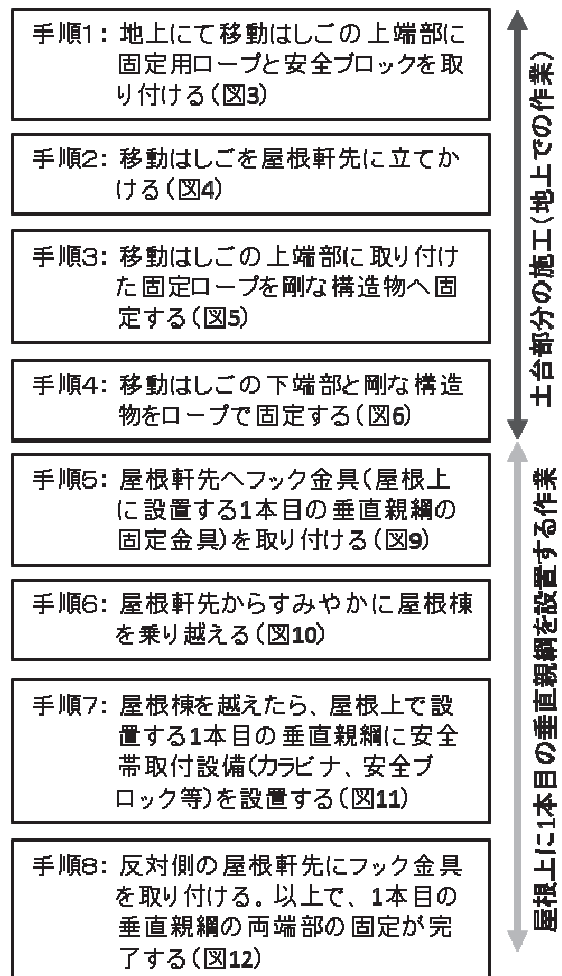 手順1: 地上にて移動はしごの上端部に
固定用ロープと安全ブロックを取
り付ける(図3)
手順2: 移動はしごを屋根軒先に立てか
ける(図4)
手順3: 移動はしごの上端部に取り付け
た固定ロープを剛な構造物へ固
定する(図5)
手順4: 移動はしごの下端部と剛な構造
物をロープで固定する(図6)
土台部分の施工(地上での作業)
手順5: 屋根軒先へフック金具(屋根上
に設置する1本目の垂直親綱の
固定金具)を取り付ける(図9)
手順6: 屋根軒先からすみやかに屋根棟
を乗り越える(図10)
手順7: 屋根棟を越えたら、屋根上で設
置する1本目の垂直親綱に安全
帯取付設備(カラビナ、安全ブ
ロック等)を設置する(図11)
手順8: 反対側の屋根軒先にフック金具
を取り付ける。以上で、1本目の
垂直親綱の両端部の固定が完
了する(図12)
屋根上に1本目の垂直親綱を設置する作業